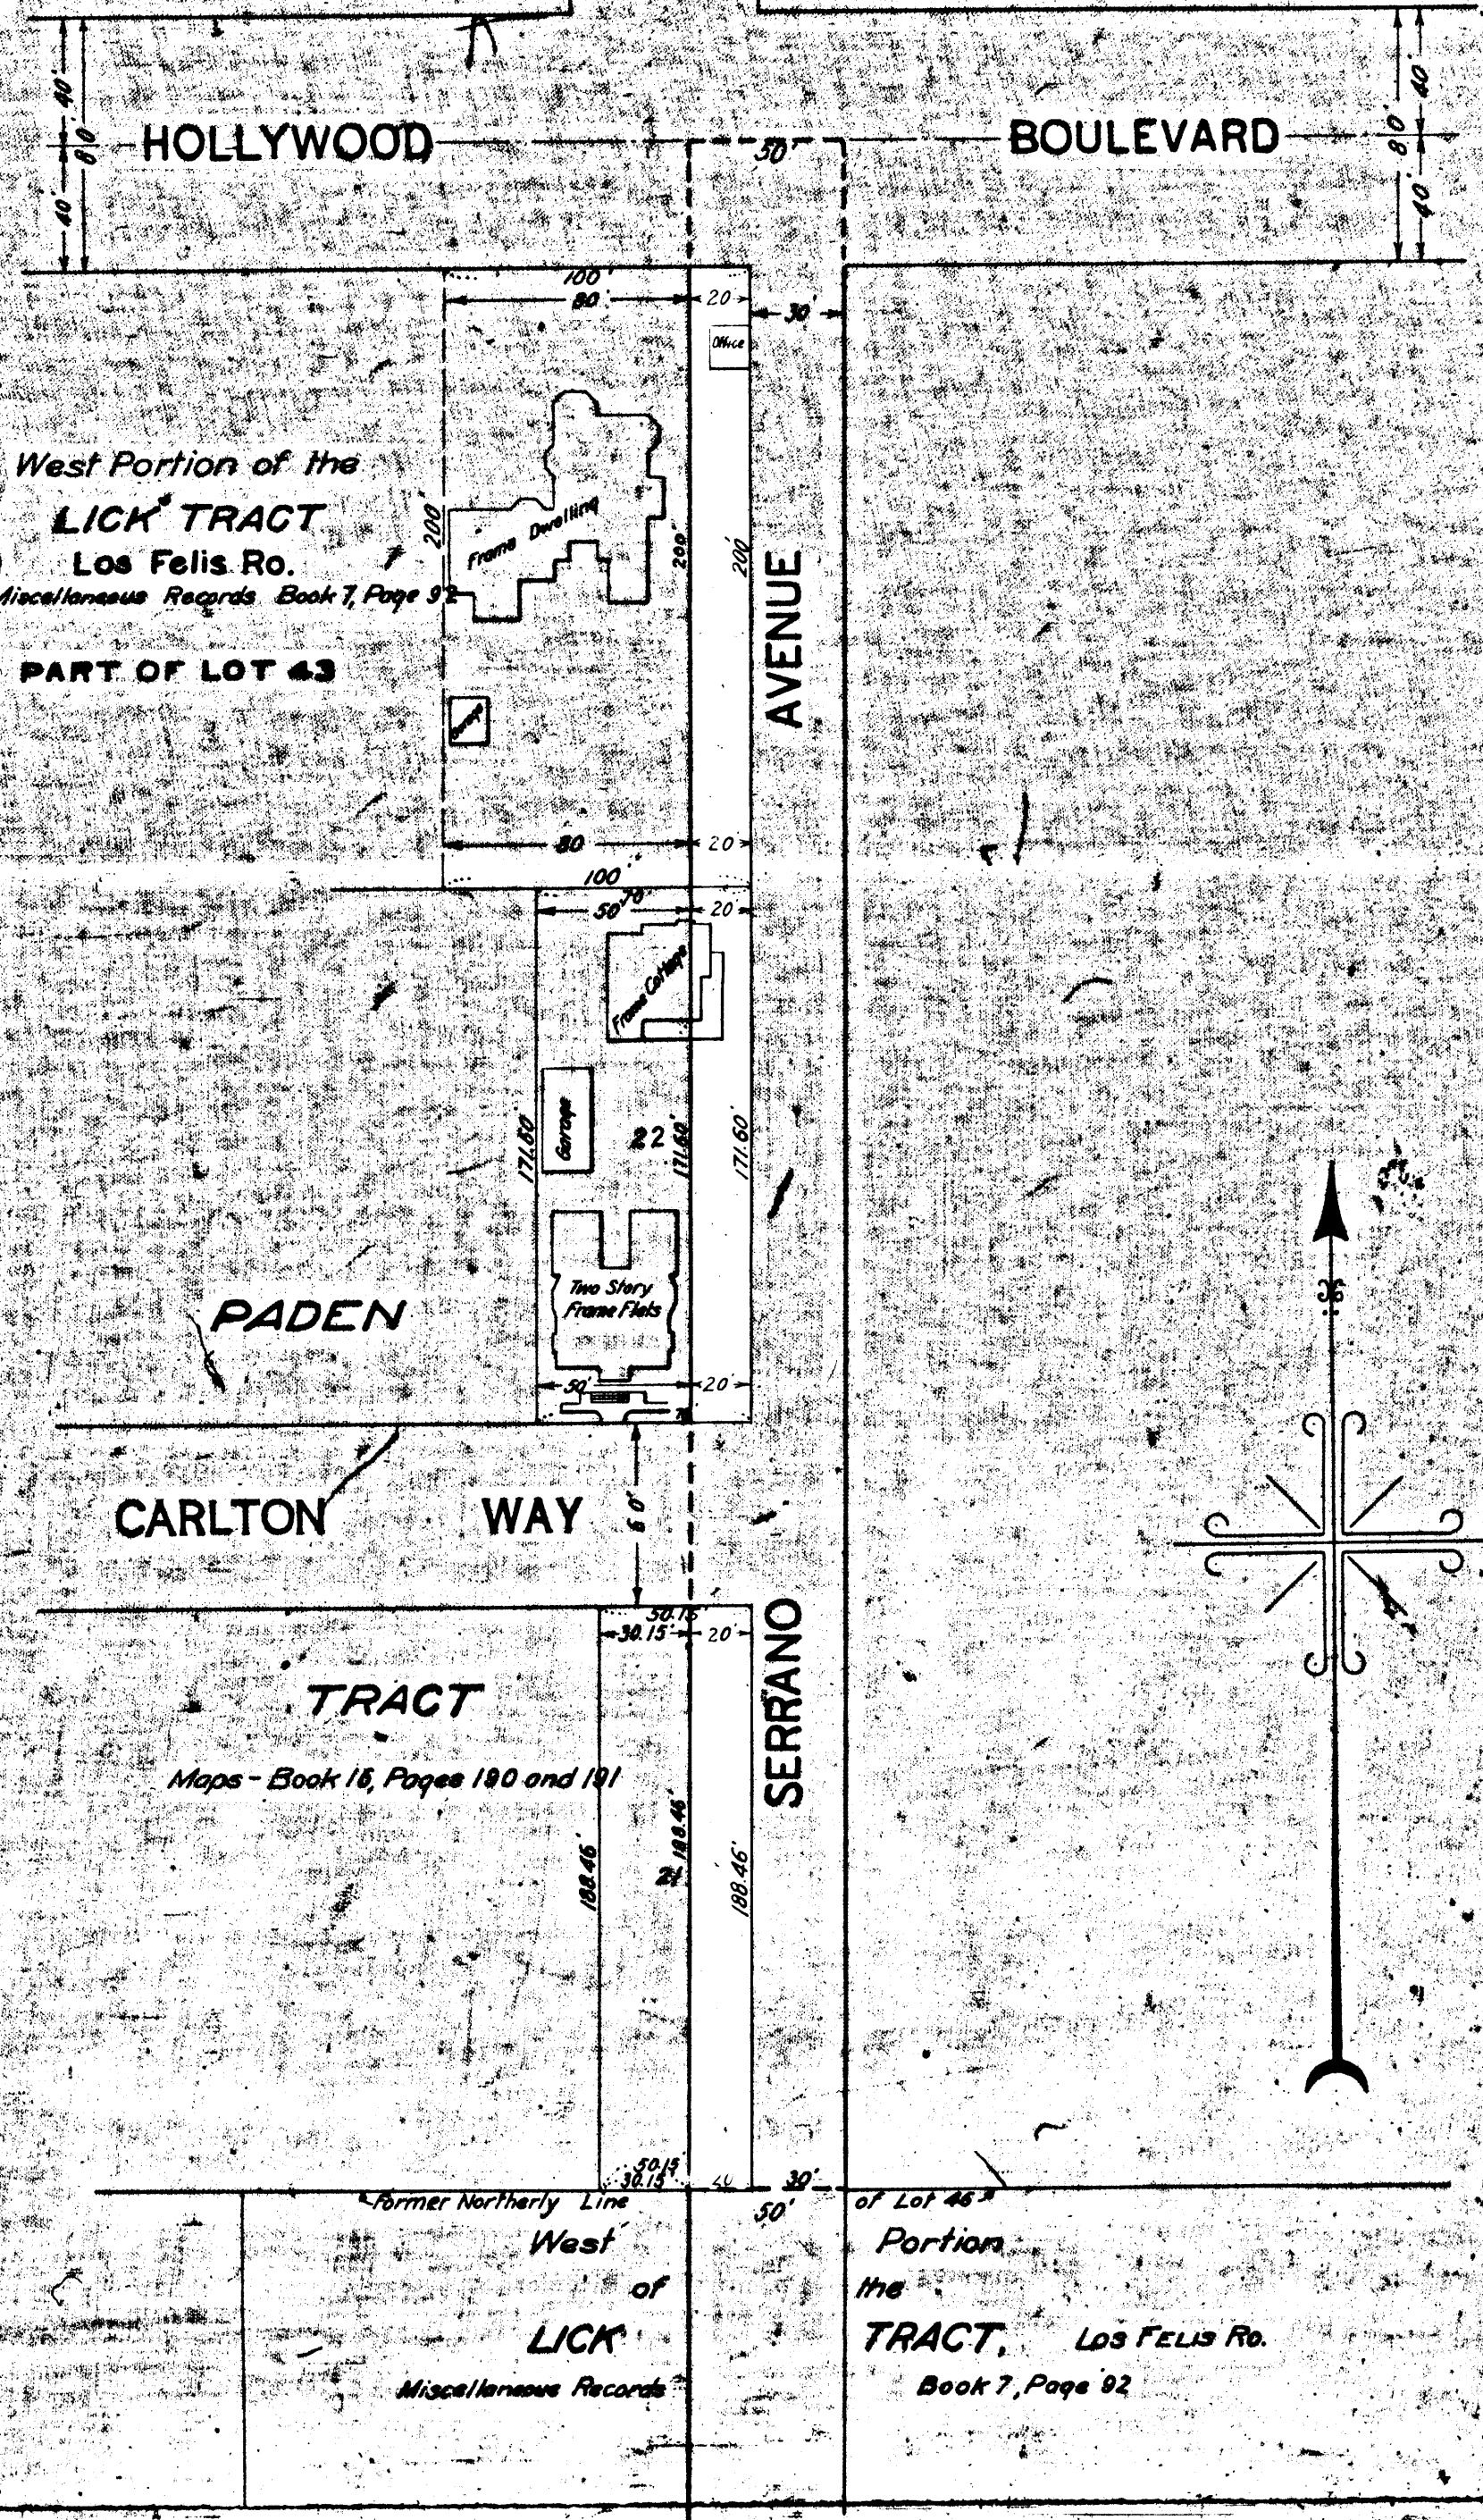 40'
80'
40'
HOLLYWOOD
50'
BOULEVARD
80'
40'
40'
100'
80'
20
30'
Office
West Portion of the
LICK TRACT
Los Felis Ro.
Miscellaneous Records Book 7, Page 92
PART OF LOT 43
200'
Frame Dwelling
200'
200'
AVENUE
80
20
100'
70'
50'
20
Frame Cottage
Garage
22
171.60'
171.60'
171.60'
Two Story
Frame Flats
PADEN
50'
20'
CARLTON WAY
60'
50.15'
30.15'
20
SERRANO
TRACT
Maps - Book 16, Pages 190 and 191
188.46'
21
188.46'
188.46'
50.15'
30.15'
30'
50'
Former Northerly Line of Lot 46
West Portion
of the
LICK TRACT, LOS FELIS RO.
Miscellaneous Records Book 7, Page 92